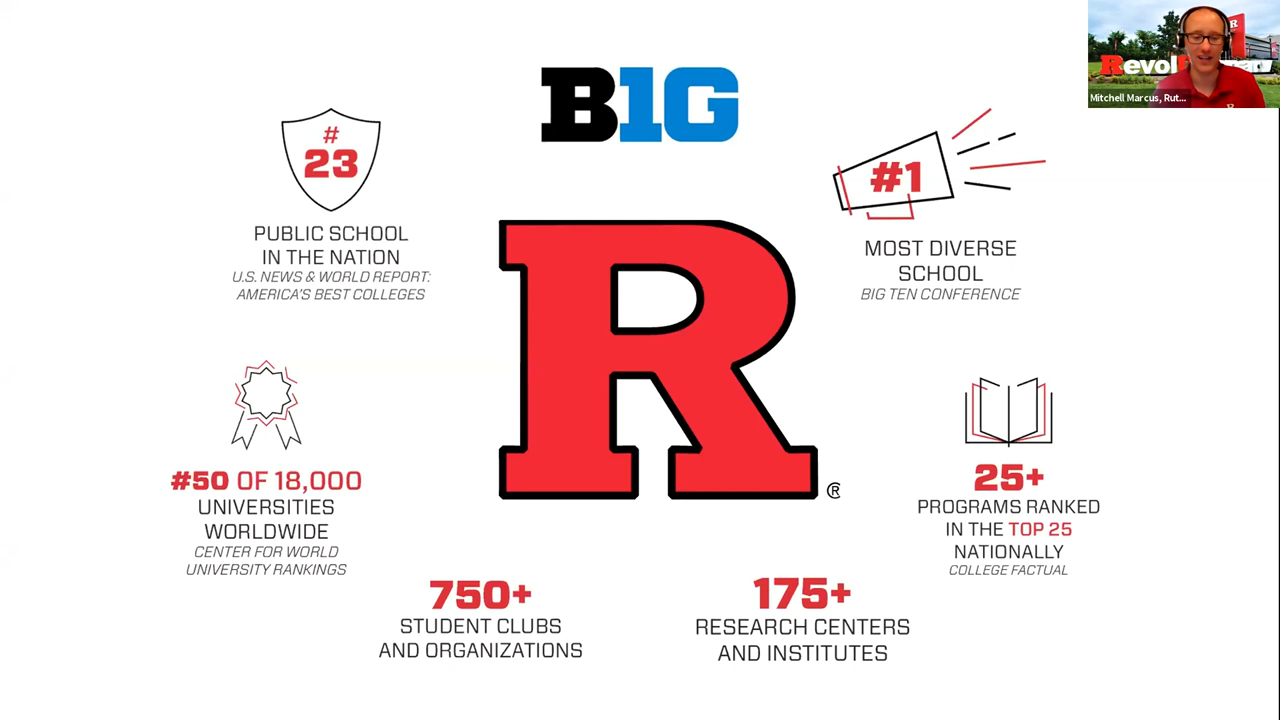 B1G
#
23
PUBLIC SCHOOL
IN THE NATION
U.S. NEWS & WORLD REPORT:
AMERICA'S BEST COLLEGES
#1
MOST DIVERSE
SCHOOL
BIG TEN CONFERENCE
R
®
#50 OF 18,000
UNIVERSITIES
WORLDWIDE
CENTER FOR WORLD
UNIVERSITY RANKINGS
25+
PROGRAMS RANKED
IN THE TOP 25
NATIONALLY
COLLEGE FACTUAL
750+
STUDENT CLUBS
AND ORGANIZATIONS
175+
RESEARCH CENTERS
AND INSTITUTES
R
Mitchell Marcus, Rut...